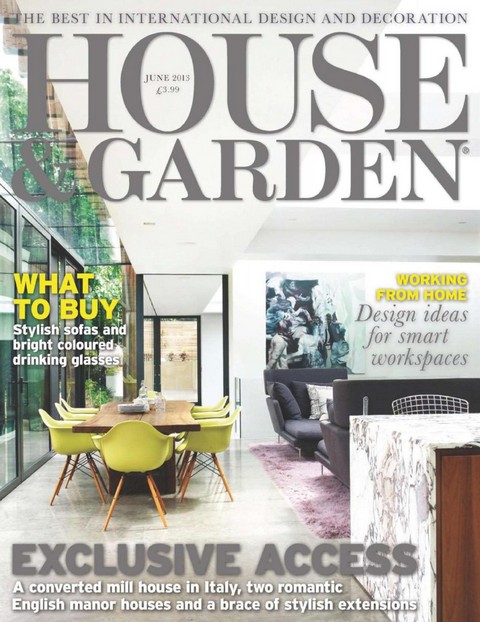 THE BEST IN INTERNATIONAL DESIGN AND DECORATION
HOUSE
JUNE 2013
£3.99
& GARDEN®
WHAT
TO BUY
Stylish sofas and
bright coloured
drinking glasses
WORKING
FROM HOME
Design ideas
for smart
workspaces
EXCLUSIVE ACCESS
A converted mill house in Italy, two romantic
English manor houses and a brace of stylish extensions